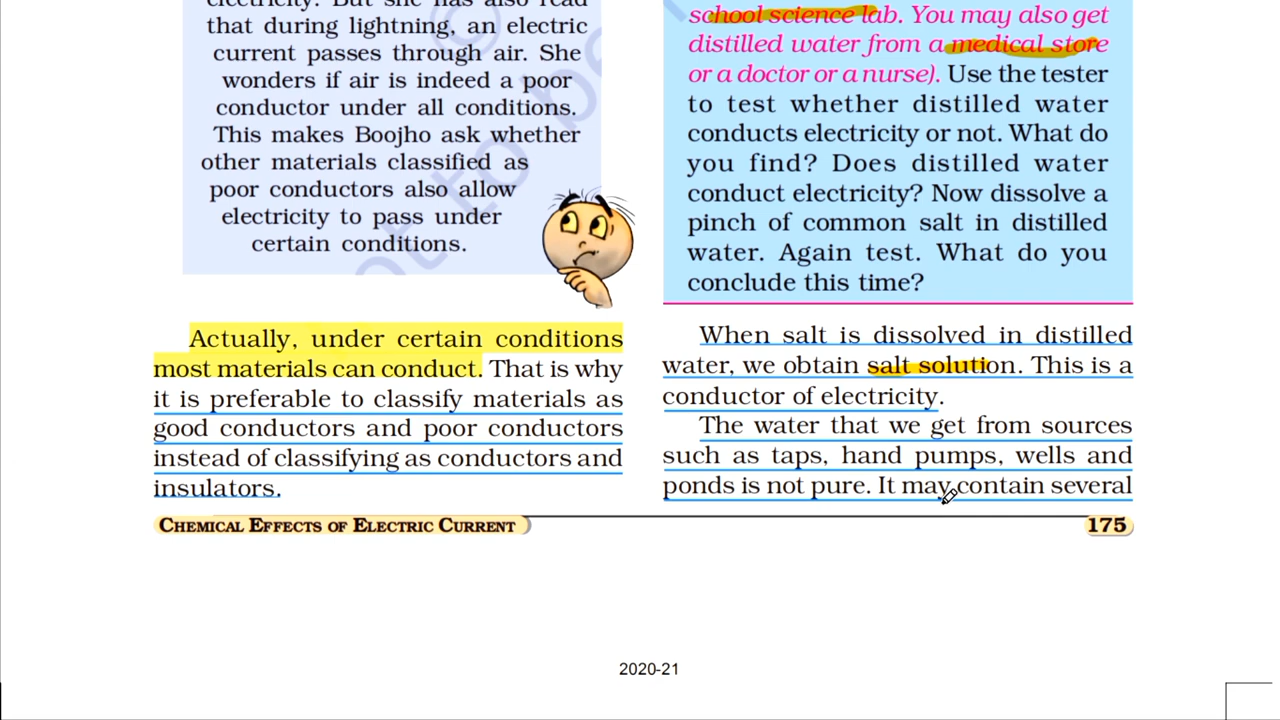 electricity. But she has also read
that during lightning, an electric
current passes through air. She
wonders if air is indeed a poor
conductor under all conditions.
This makes Boojho ask whether
other materials classified as
poor conductors also allow
electricity to pass under
certain conditions.
Actually, under certain conditions
most materials can conduct. That is why
it is preferable to classify materials as
good conductors and poor conductors
instead of classifying as conductors and
insulators.
school science lab. You may also get
distilled water from a medical store
or a doctor or a nurse). Use the tester
to test whether distilled water
conducts electricity or not. What do
you find? Does distilled water
conduct electricity? Now dissolve a
pinch of common salt in distilled
water. Again test. What do you
conclude this time?
When salt is dissolved in distilled
water, we obtain salt solution. This is a
conductor of electricity.
The water that we get from sources
such as taps, hand pumps, wells and
ponds is not pure. It may contain several
CHEMICAL EFFECTS OF ELECTRIC CURRENT
175
2020-21